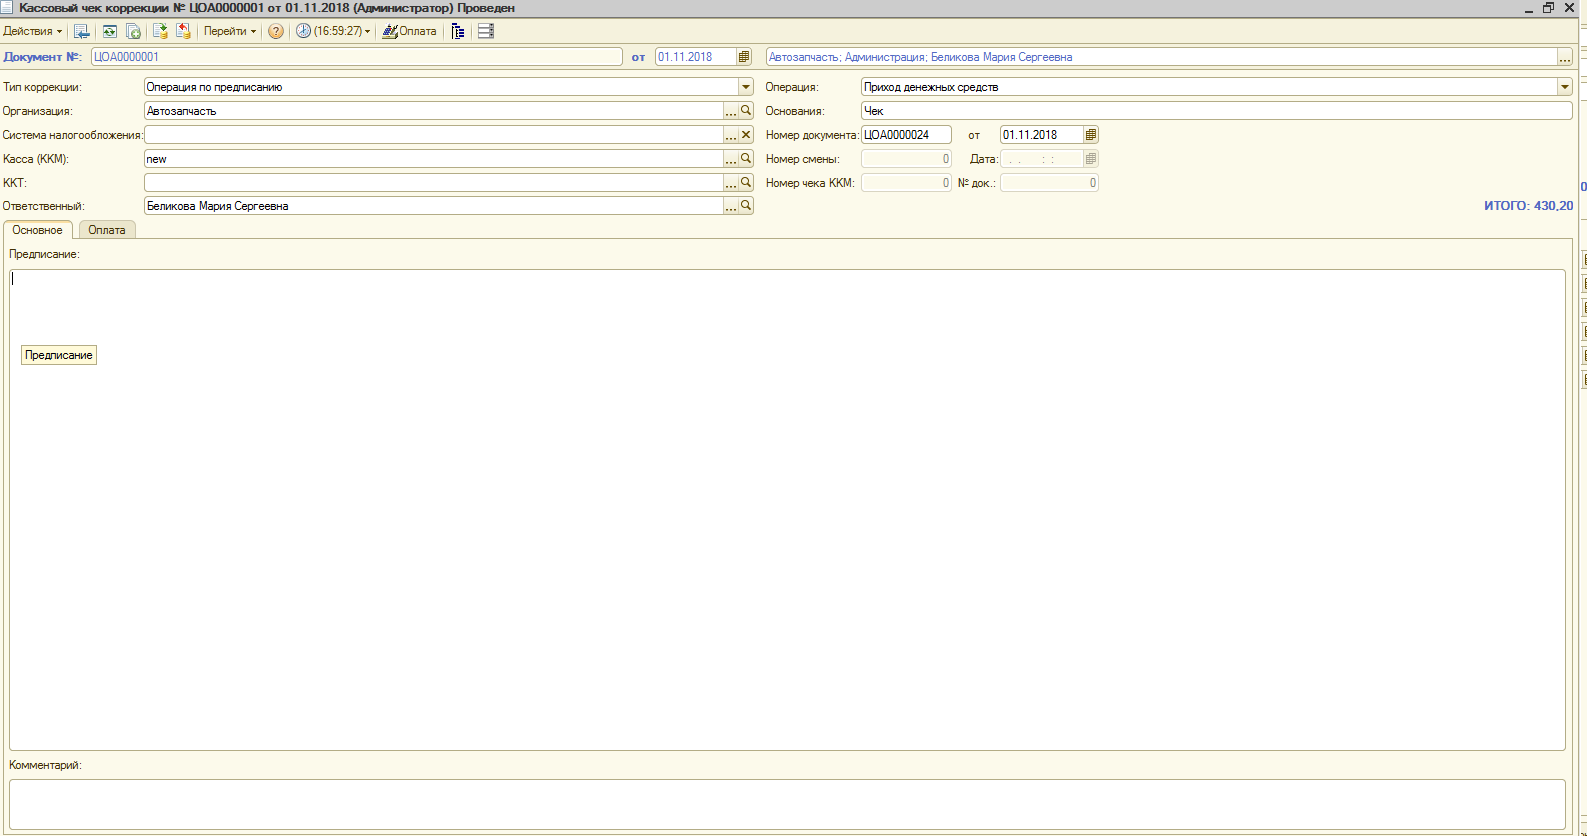 Кассовый чек коррекции № ЦОА0000001 от 01.11.2018 (Администратор) Проведен
Действия Перейти ? (16:59:27) Оплата
Документ №: ЦОА0000001 от 01.11.2018 Автозапчасть; Администрация; Беликова Мария Сергеевна ...
Тип коррекции: Операция по предписанию Операция: Приход денежных средств
Организация: Автозапчасть ... Основания: Чек
Система налогообложения: ... Номер документа: ЦОА0000024 от 01.11.2018
Касса (ККМ): new ... Номер смены: 0 Дата: . . : :
ККТ: ... Номер чека ККМ: 0 № док.: 0
Ответственный: Беликова Мария Сергеевна ... ИТОГО: 430,20
Основное Оплата
Предписание:
Предписание
Комментарий: